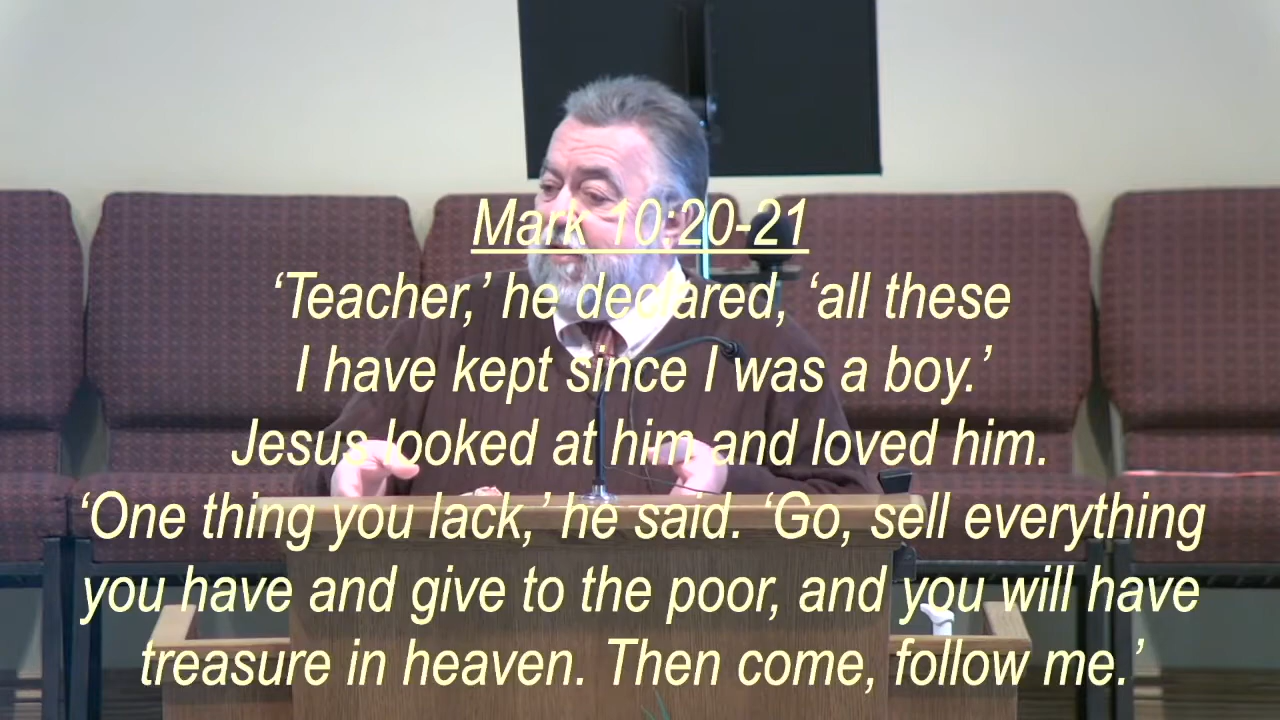 Mark 10:20-21
‘Teacher,’ he declared, ‘all these
I have kept since I was a boy.’
Jesus looked at him and loved him.
‘One thing you lack,’ he said. ‘Go, sell everything
you have and give to the poor, and you will have
treasure in heaven. Then come, follow me.’